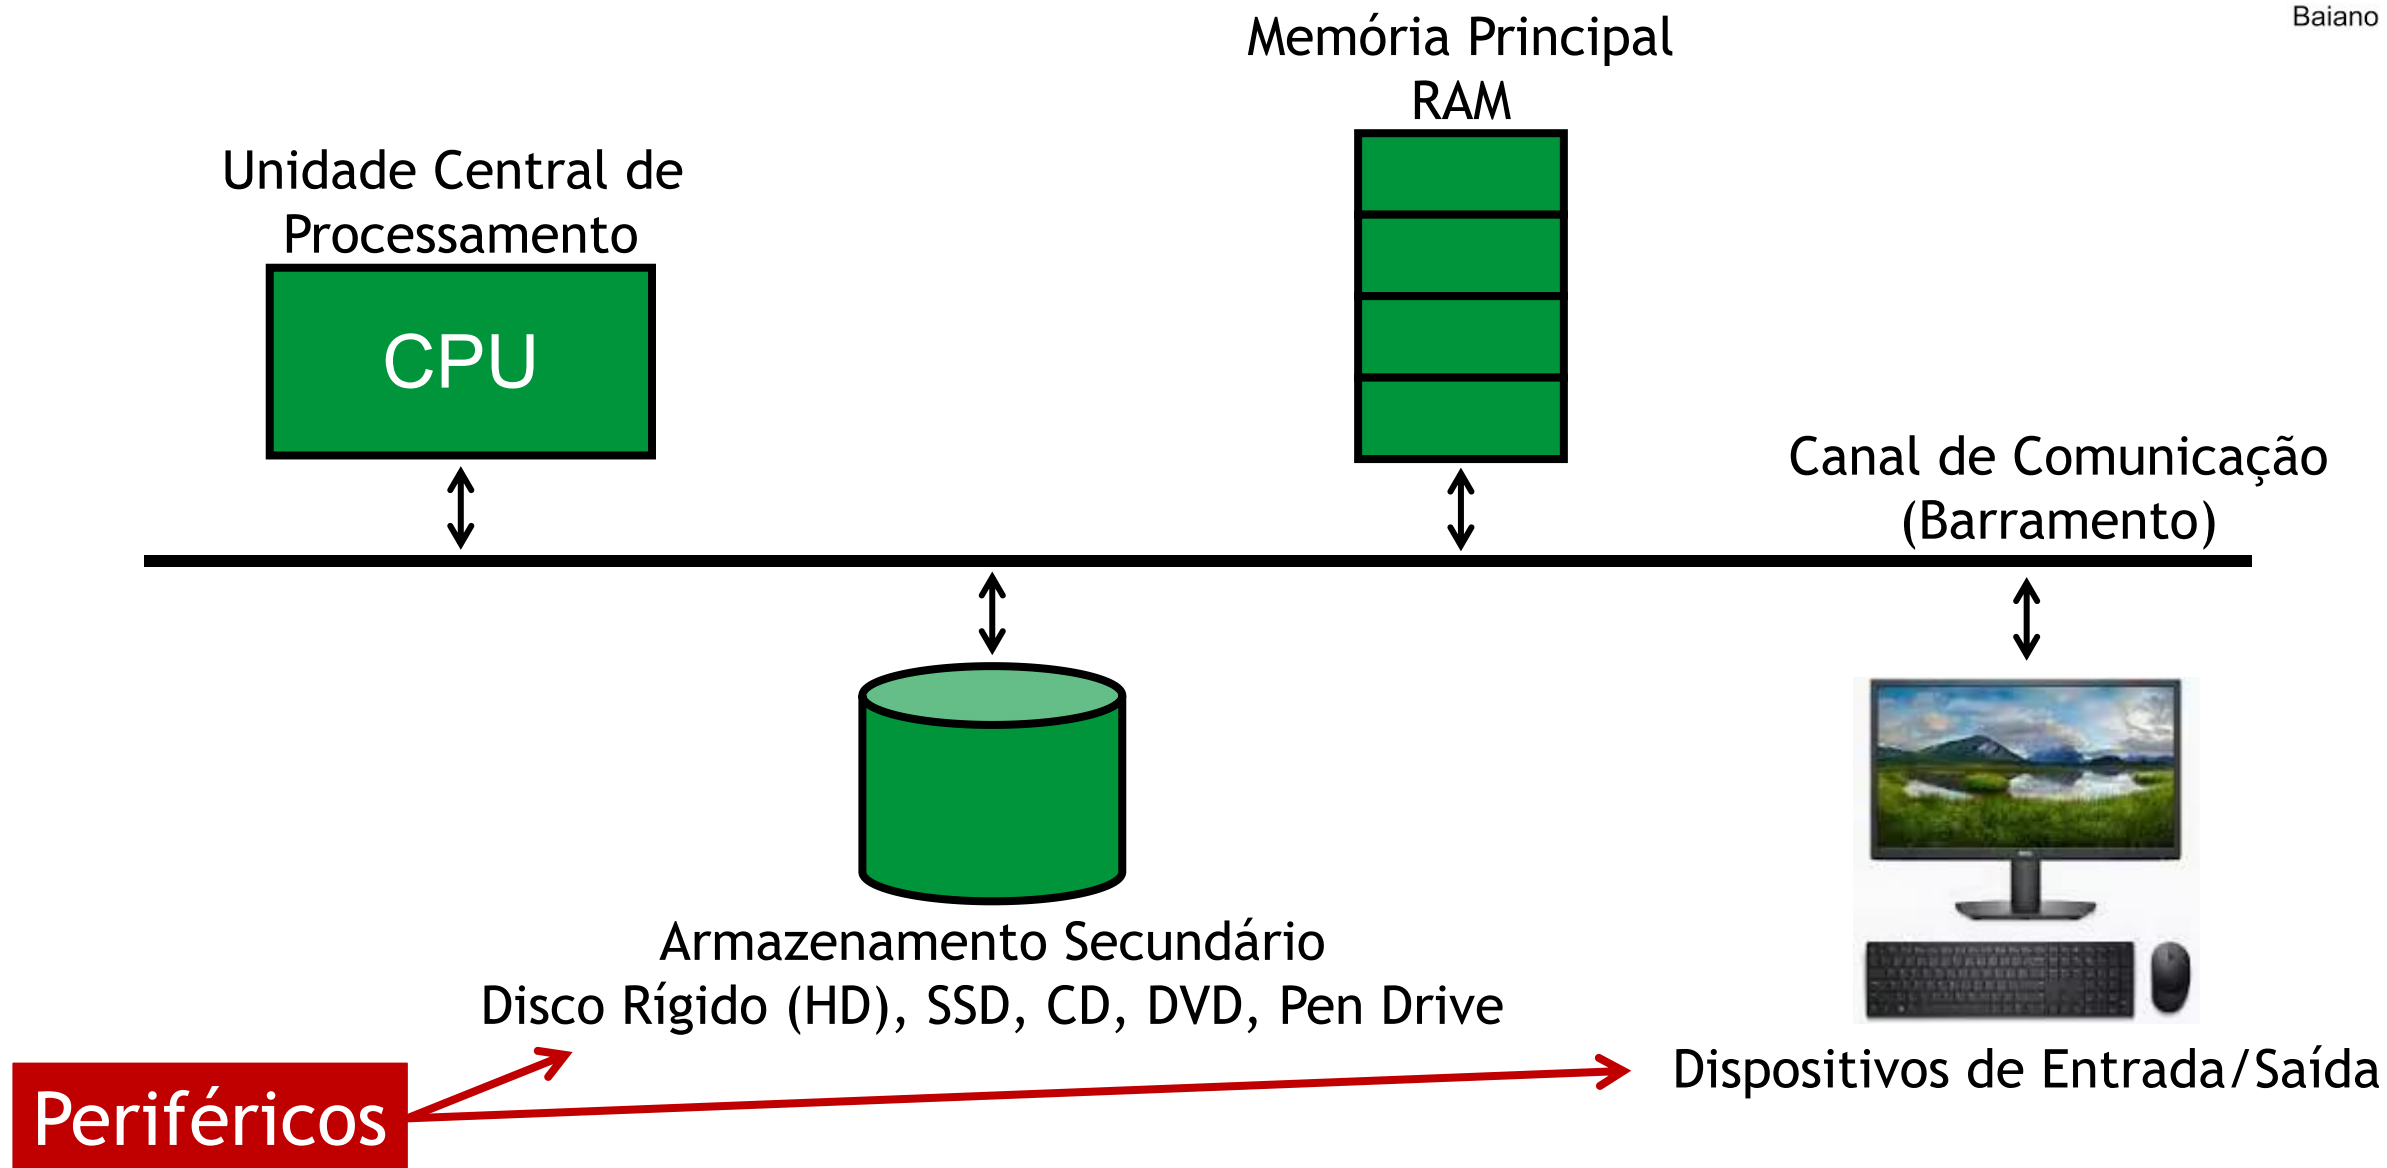 Baiano
Memória Principal
RAM
Unidade Central de
Processamento
CPU
Canal de Comunicação
(Barramento)
Armazenamento Secundário
Disco Rígido (HD), SSD, CD, DVD, Pen Drive
Dispositivos de Entrada/Saída
Periféricos